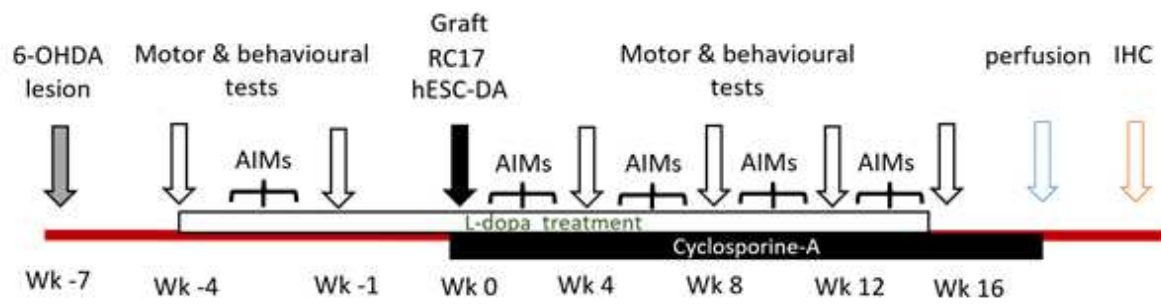 6-OHDA
lesion
Motor & behavioural
tests
Graft
RC17
hESC-DA
Motor & behavioural
tests
perfusion
IHC
AIMs
AIMs
AIMs
AIMs
AIMs
L-dopa treatment
Cyclosporine-A
Wk -7
Wk -4
Wk -1
Wk 0
Wk 4
Wk 8
Wk 12
Wk 16